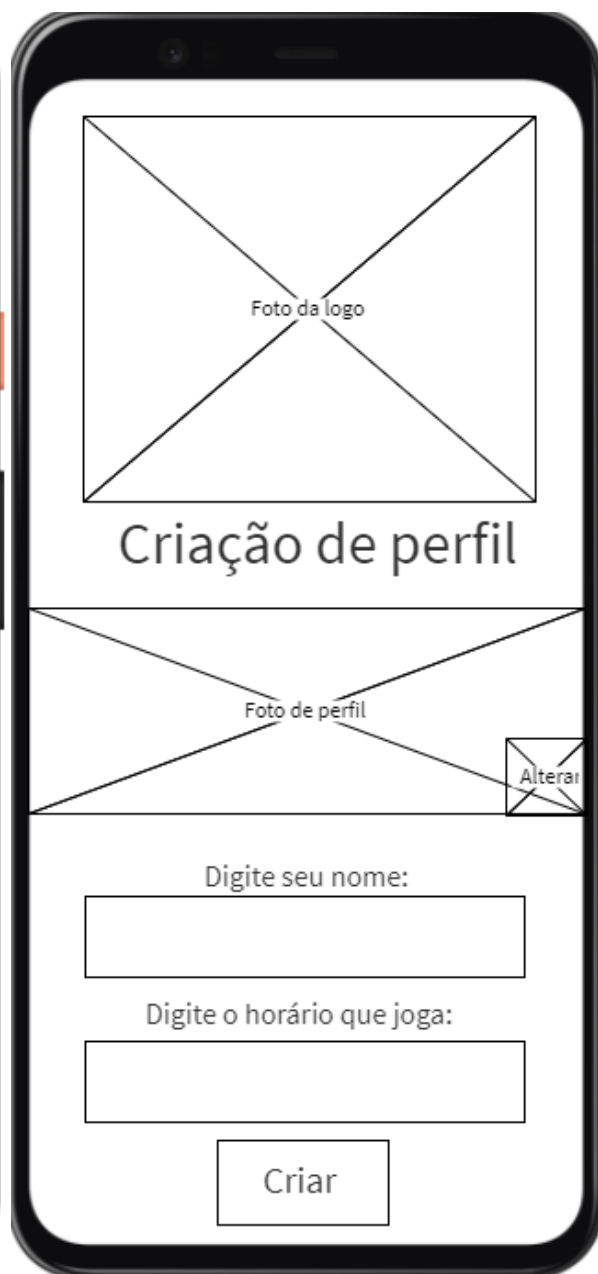 Foto da logo
Criação de perfil
Foto de perfil
Alterar
Digite seu nome:
Digite o horário que joga:
Criar